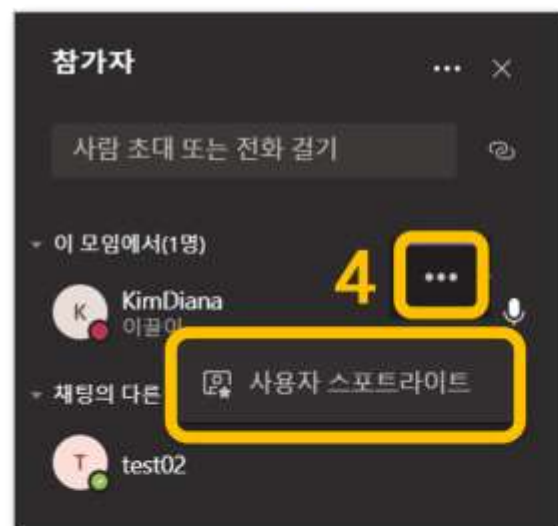 참가자
사람 초대 또는 전화 걸기
이 모임에서(1명)
4
K
KimDiana
이끌이
사용자 스포트라이트
채팅의 다른
T
test02